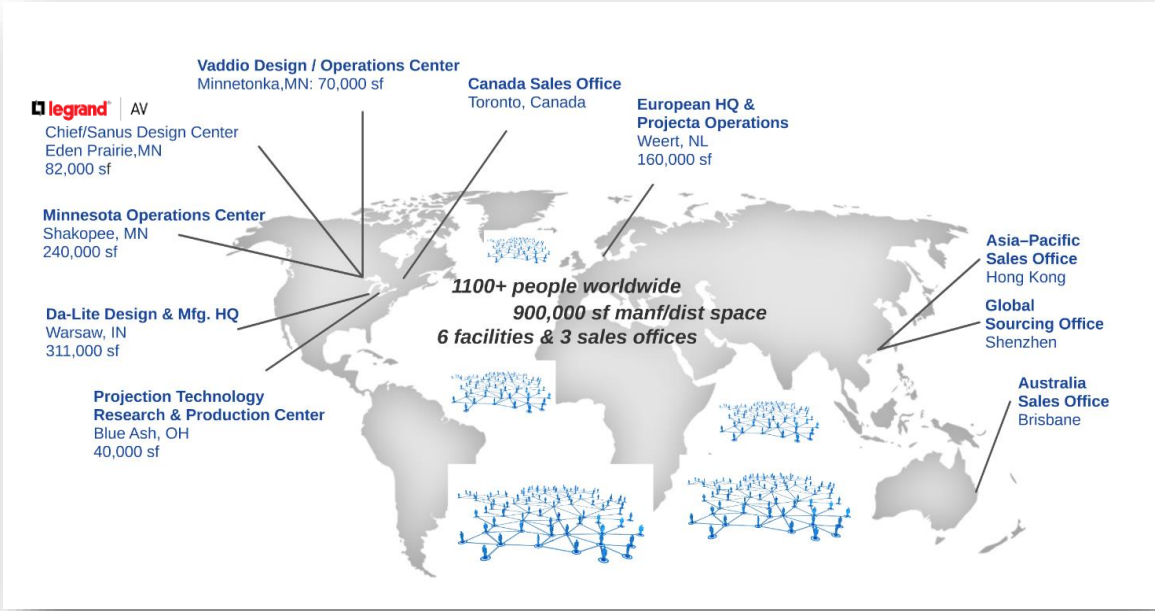 Vaddio Design / Operations Center
Minnetonka,MN: 70,000 sf
Canada Sales Office
Toronto, Canada
European HQ &
Projecta Operations
Weert, NL
160,000 sf
legrand® | AV
Chief/Sanus Design Center
Eden Prairie,MN
82,000 sf
Minnesota Operations Center
Shakopee, MN
240,000 sf
Da-Lite Design & Mfg. HQ
Warsaw, IN
311,000 sf
Projection Technology
Research & Production Center
Blue Ash, OH
40,000 sf
1100+ people worldwide
900,000 sf manf/dist space
6 facilities & 3 sales offices
Asia–Pacific
Sales Office
Hong Kong
Global
Sourcing Office
Shenzhen
Australia
Sales Office
Brisbane